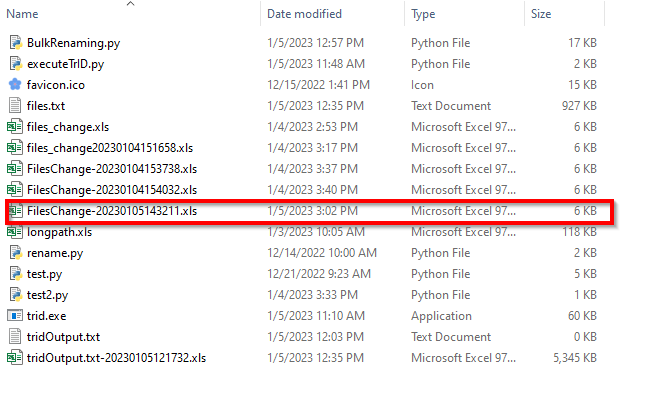 Name Date modified Type Size
BulkRenaming.py 1/5/2023 12:57 PM Python File 17 KB
executeTrID.py 1/5/2023 11:48 AM Python File 2 KB
favicon.ico 12/15/2022 1:41 PM Icon 15 KB
files.txt 1/5/2023 12:35 PM Text Document 927 KB
files_change.xls 1/4/2023 2:53 PM Microsoft Excel 97... 6 KB
files_change20230104151658.xls 1/4/2023 3:17 PM Microsoft Excel 97... 6 KB
FilesChange-20230104153738.xls 1/4/2023 3:37 PM Microsoft Excel 97... 6 KB
FilesChange-20230104154032.xls 1/4/2023 3:40 PM Microsoft Excel 97... 6 KB
FilesChange-20230105143211.xls 1/5/2023 3:02 PM Microsoft Excel 97... 6 KB
longpath.xls 1/3/2023 10:05 AM Microsoft Excel 97... 118 KB
rename.py 12/14/2022 10:00 AM Python File 2 KB
test.py 12/21/2022 9:23 AM Python File 5 KB
test2.py 1/4/2023 3:33 PM Python File 1 KB
trid.exe 1/5/2023 11:10 AM Application 60 KB
tridOutput.txt 1/5/2023 12:03 PM Text Document 0 KB
tridOutput.txt-20230105121732.xls 1/5/2023 12:35 PM Microsoft Excel 97... 5,345 KB